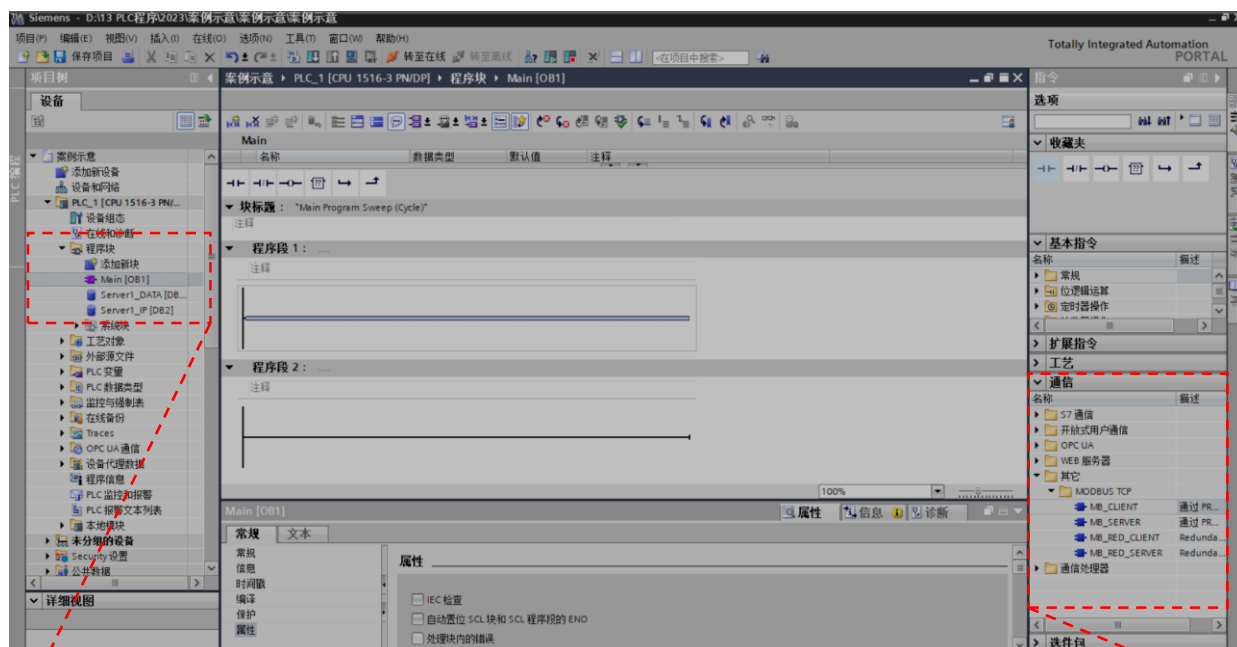 Siemens - D:\13 PLC程序\2023\案例示意\案例示意\案例示意
项目(P) 编辑(E) 视图(V) 插入(I) 在线(O) 选项(N) 工具(T) 窗口(W) 帮助(H)
保存项目 转至在线 转至离线 <在项目中搜索>
Totally Integrated Automation
PORTAL
项目树
设备
案例示意
添加新设备
设备和网络
PLC_1 [CPU 1516-3 PN/...
设备组态
在线和诊断
程序块
添加新块
Main [OB1]
Server1_DATA [DB...
Server1_IP [DB2]
系统块
工艺对象
外部源文件
PLC 变量
PLC 数据类型
监控与强制表
在线备份
Traces
OPC UA 通信
设备代理数据
程序信息
PLC 监控和报警
PLC 报警文本列表
本地模块
未分组的设备
Security 设置
公共数据
详细视图
案例示意 PLC_1 [CPU 1516-3 PN/DP] 程序块 Main [OB1]
Main
名称 数据类型 默认值 注释
块标题: "Main Program Sweep (Cycle)"
注释
程序段 1: ......
注释
程序段 2: ......
注释
100%
Main [OB1]
属性 信息 诊断
常规 文本
常规
信息
时间戳
编译
保护
属性
属性
IEC 检查
自动置位 SCL 块和 SCL 程序段的 ENO
处理块内的错误
指令
选项
收藏夹
基本指令
名称 描述
常规
位逻辑运算
定时器操作
扩展指令
工艺
通信
名称 描述
S7 通信
开放式用户通信
OPC UA
WEB 服务器
其它
MODBUS TCP
MB_CLIENT 通过 PR...
MB_SERVER 通过 PR...
MB_RED_CLIENT Redunda...
MB_RED_SERVER Redunda...
通信处理器
选件包